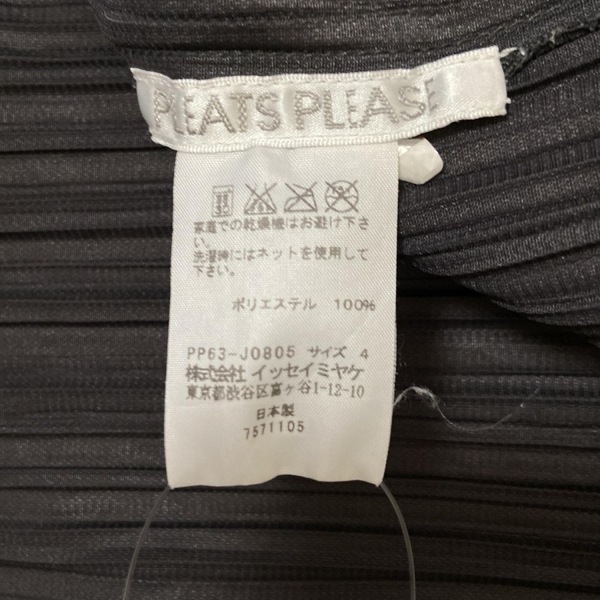 PLEATS PLEASE
家庭での乾燥機はお避け下さ
い。
洗濯時にはネットを使用して
下さい。
ポリエステル 100%
PP63-J0805 サイズ 4
株式会社 イッセイミヤケ
東京都渋谷区富ヶ谷1-12-10
日本製
7571105